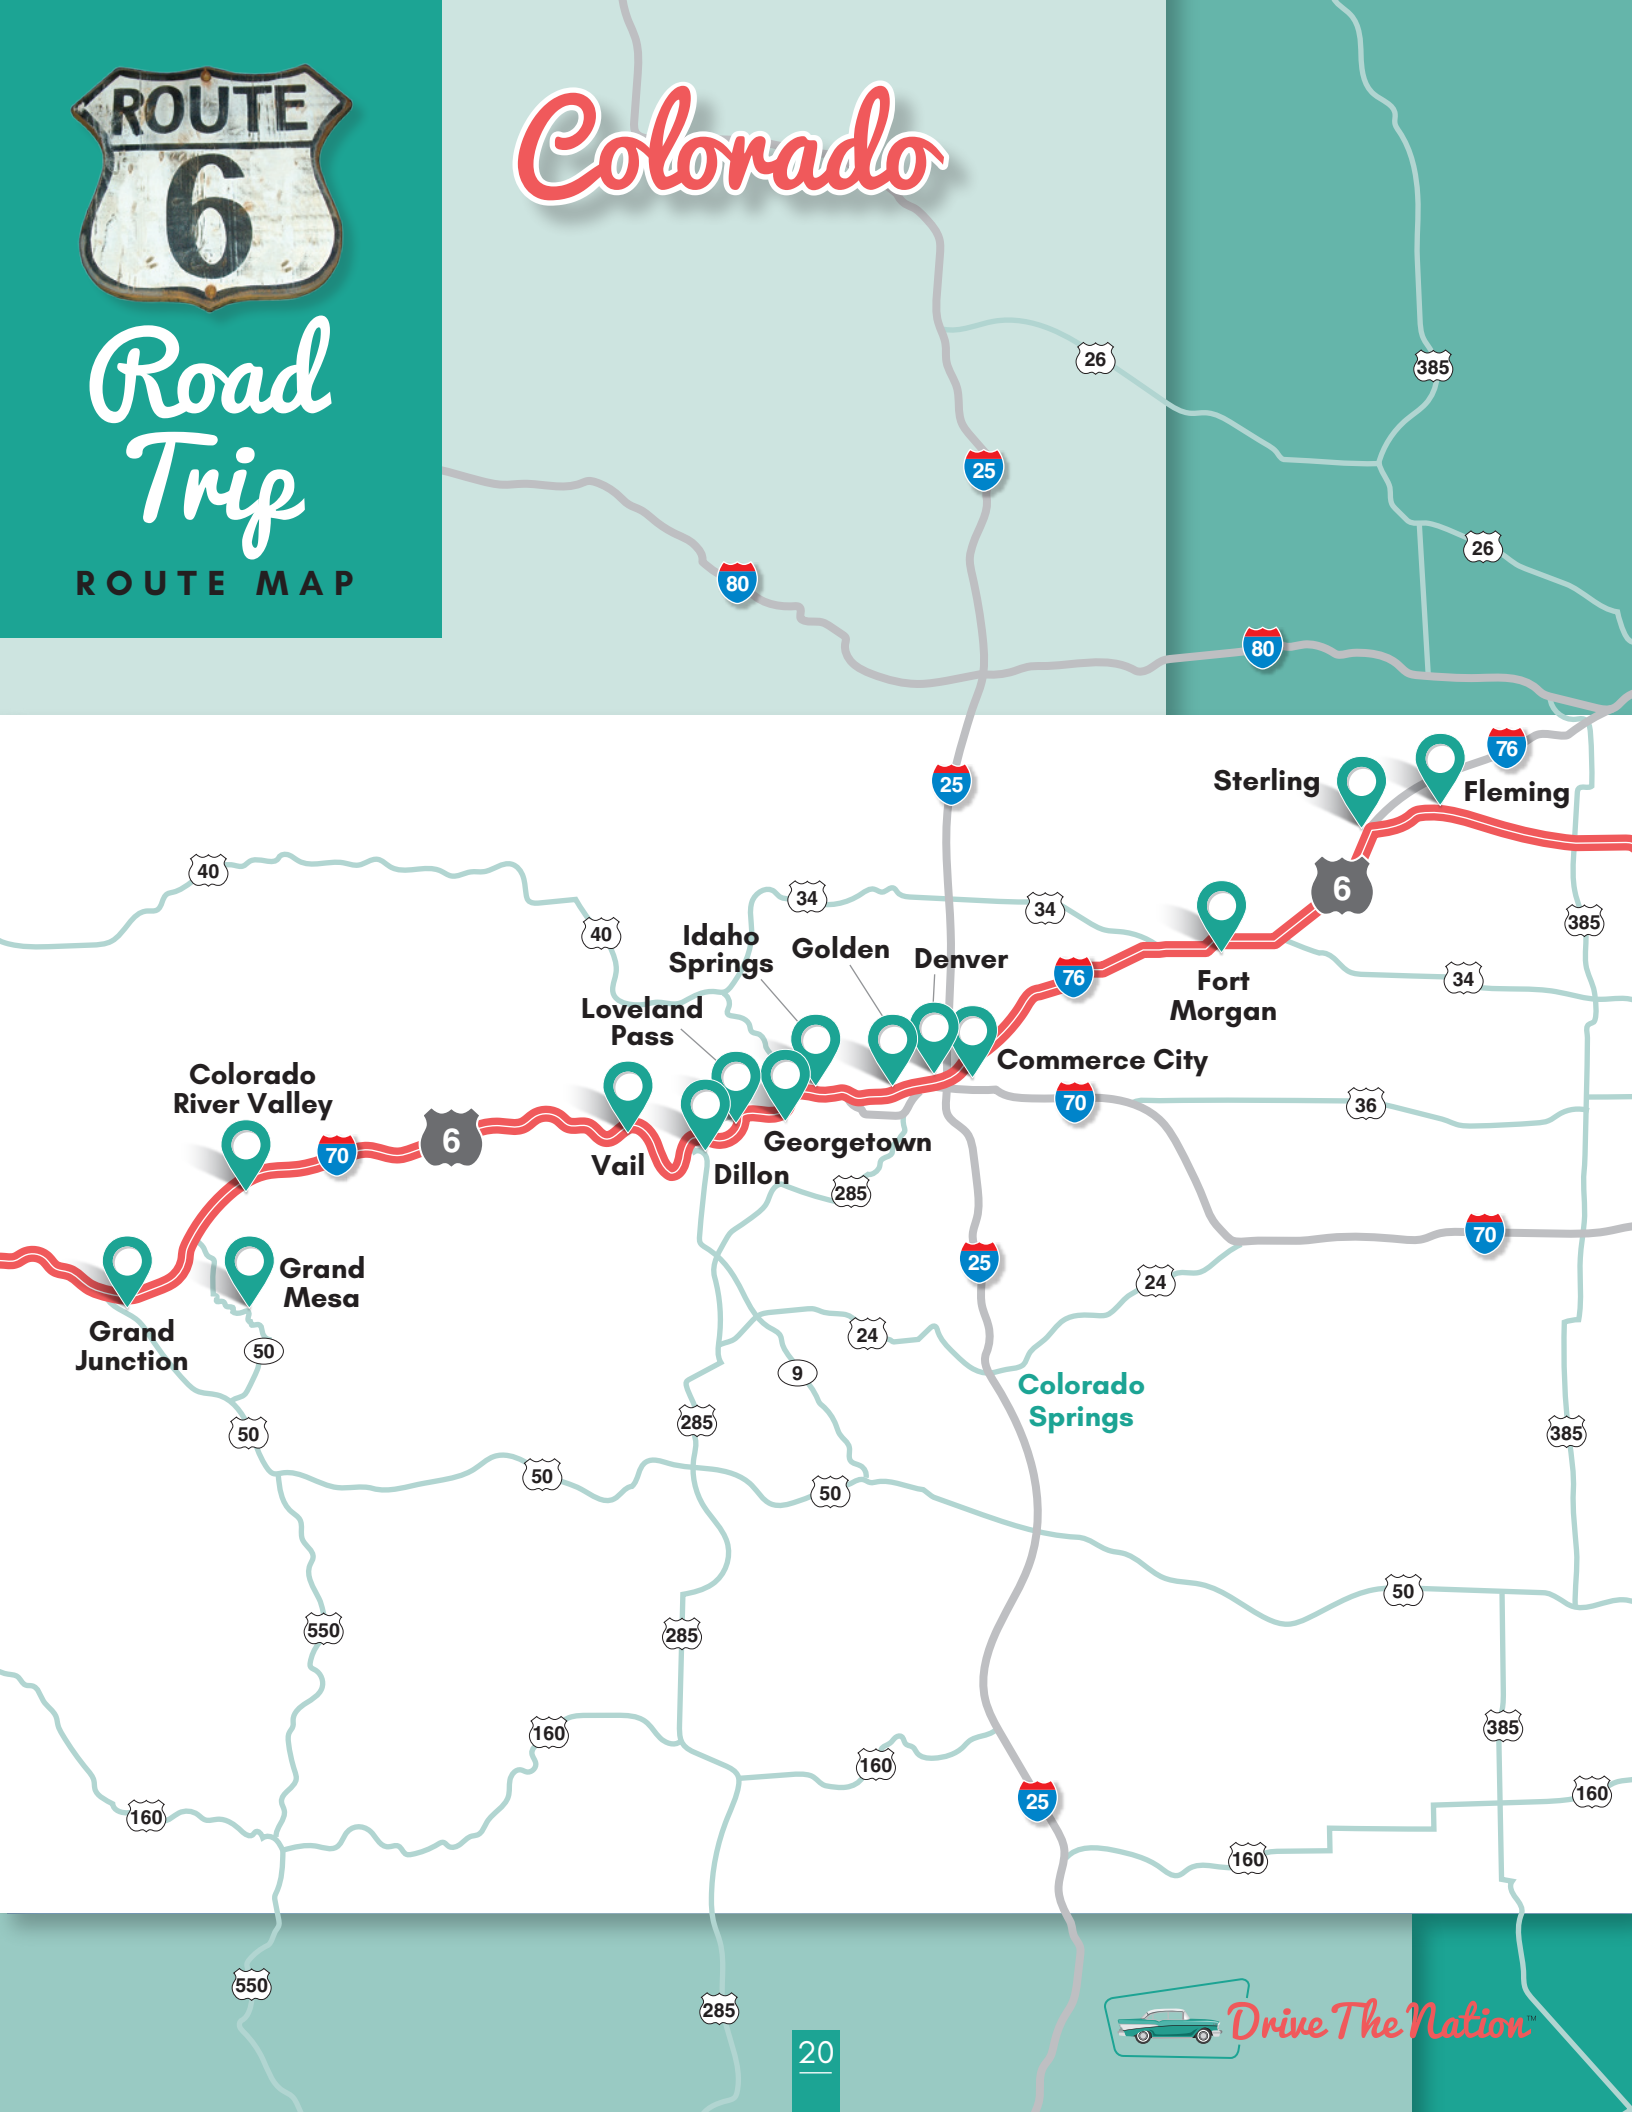 ROUTE
6
Road
Trip
ROUTE MAP
Colorado
26
385
25
26
80
80
76
Sterling
Fleming
25
40
6
34
34
385
40
Idaho
Springs
Golden
Denver
76
34
Fort
Morgan
Loveland
Pass
Commerce City
Colorado
River Valley
70
36
6
70
Georgetown
Vail
Dillon
285
70
Grand
Mesa
25
24
Grand
Junction
50
24
9
Colorado
Springs
285
50
385
50
50
50
550
285
160
385
160
160
25
160
160
550
285
Drive The Nation™
20